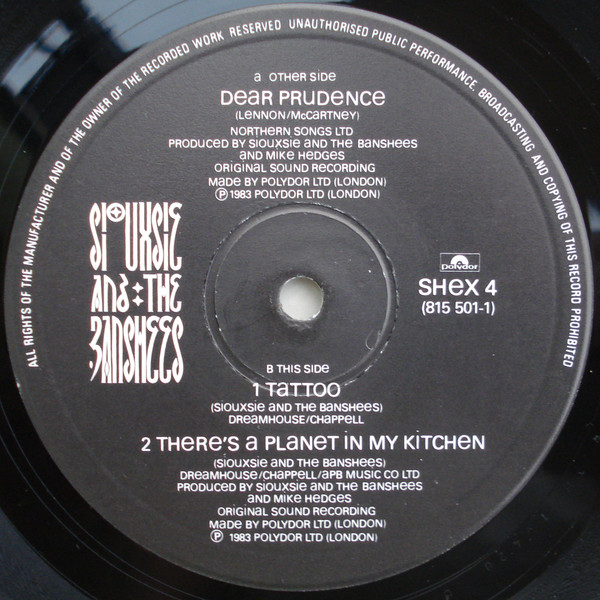 ALL RIGHTS OF THE MANUFACTURER AND OF THE OWNER OF THE RECORDED WORK RESERVED UNAUTHORISED PUBLIC PERFORMANCE, BROADCASTING AND COPYING OF THIS RECORD PROHIBITED
a OTHER SIDE
DEAR PRUDENCE
(LENNON/McCARTNEY)
NORTHERN SONGS LTD
PRODUCED BY SIOUXSIE AND THE BANSHEES
AND MIKE HEDGES
ORIGINAL SOUND RECORDING
MADE BY POLYDOR LTD (LONDON)
℗ 1983 POLYDOR LTD (LONDON)
SIOUXSIE
AND:THE
BANSHEES
polydor
SHEX 4
(815 501-1)
B THIS SIDE
1 TATTOO
(SIOUXSIE AND THE BANSHEES)
DREAMHOUSE/CHAPPELL
2 THERE'S a PLANET IN MY KITCHEN
(SIOUXSIE AND THE BANSHEES)
DREAMHOUSE/CHAPPELL/APB MUSIC CO LTD
PRODUCED BY SIOUXSIE AND THE BANSHEES
AND MIKE HEDGES
ORIGINAL SOUND RECORDING
MADE BY POLYDOR LTD (LONDON)
℗ 1983 POLYDOR LTD (LONDON)